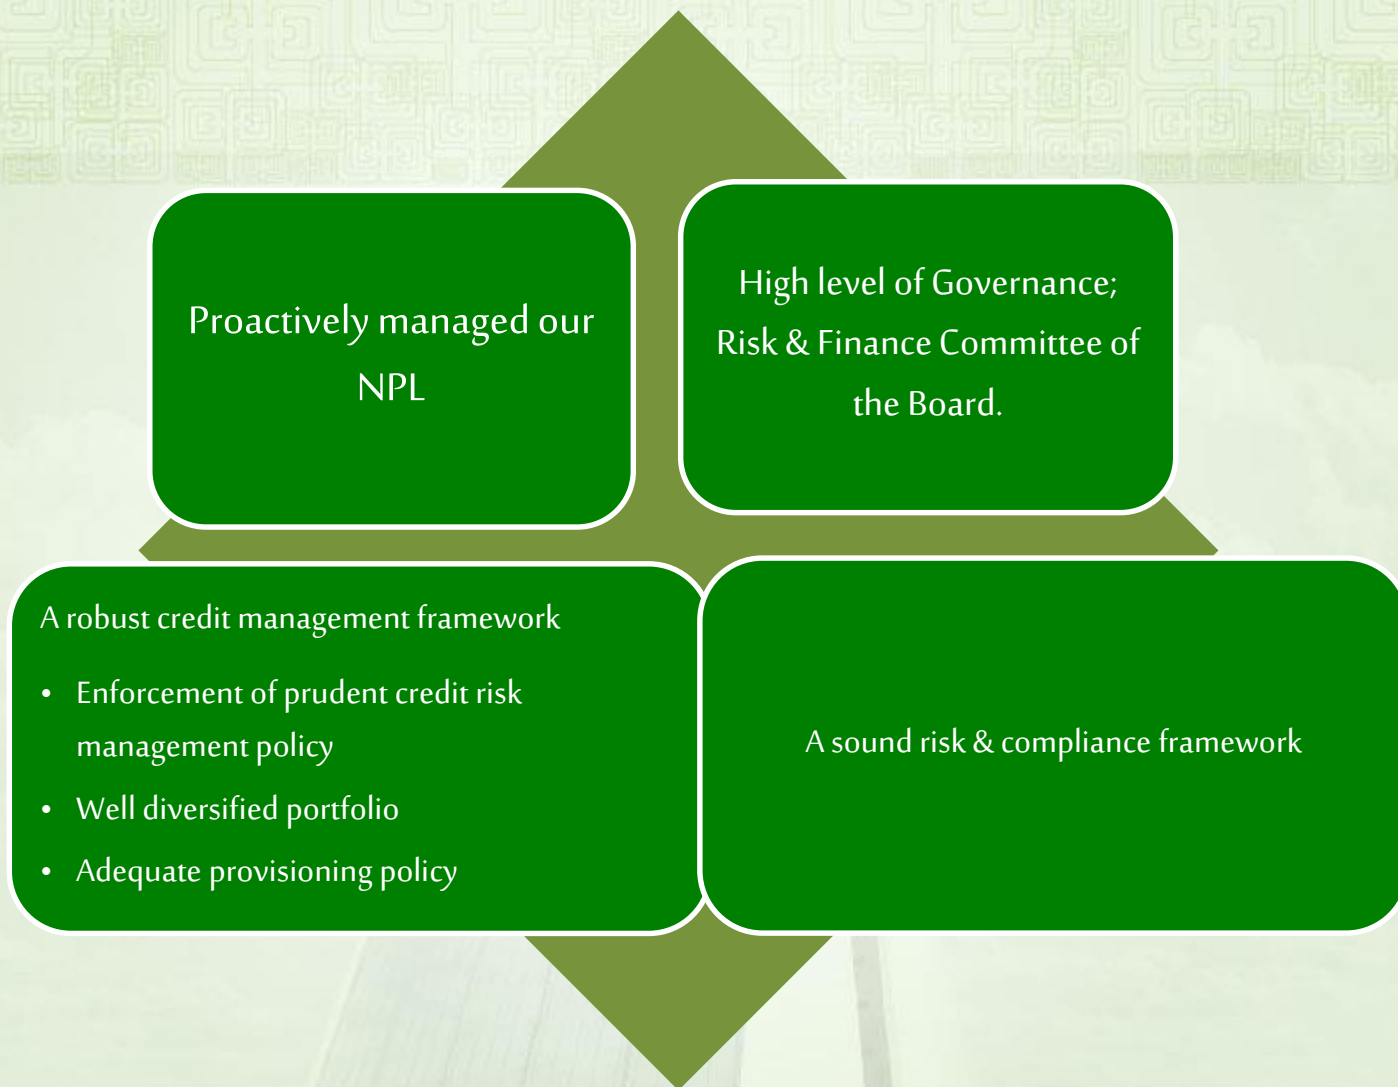 Proactively managed our
NPL
High level of Governance;
Risk & Finance Committee of
the Board.
A robust credit management framework
• Enforcement of prudent credit risk
management policy
• Well diversified portfolio
• Adequate provisioning policy
A sound risk & compliance framework